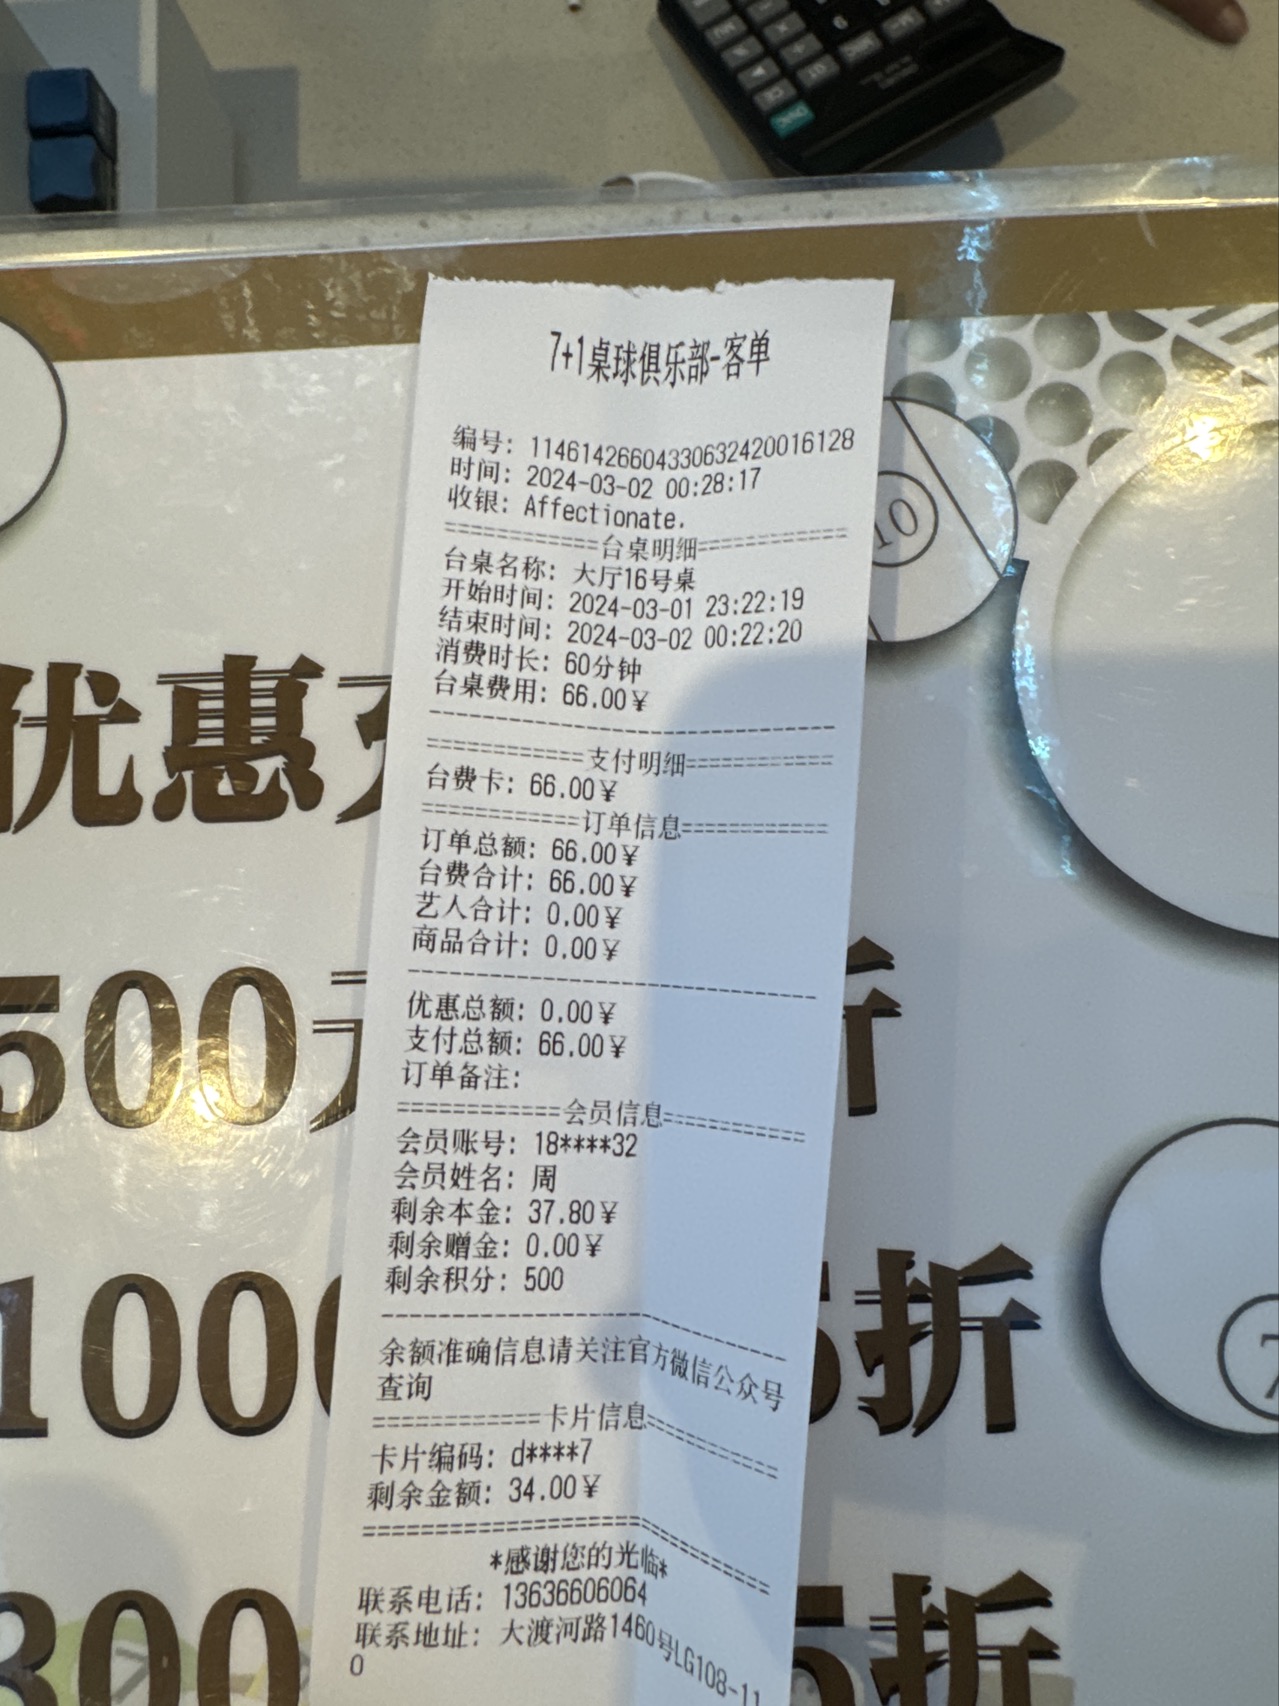 7+1桌球俱乐部-客单
编号: 11461426604330632420016128
时间: 2024-03-02 00:28:17
收银: Affectionate.
===========台桌明细===========
台桌名称: 大厅16号桌
开始时间: 2024-03-01 23:22:19
结束时间: 2024-03-02 00:22:20
消费时长: 60分钟
台桌费用: 66.00¥
===========支付明细===========
台费卡: 66.00¥
===========订单信息===========
订单总额: 66.00¥
台费合计: 66.00¥
艺人合计: 0.00¥
商品合计: 0.00¥
优惠总额: 0.00¥
支付总额: 66.00¥
订单备注:
===========会员信息===========
会员账号: 18****32
会员姓名: 周
剩余本金: 37.80¥
剩余赠金: 0.00¥
剩余积分: 500
余额准确信息请关注官方微信公众号
查询
===========卡片信息===========
卡片编码: d****7
剩余金额: 34.00¥
*感谢您的光临*
联系电话: 13636606064
联系地址: 大渡河路1460号LG108-11
0
优惠
500
折
100
5折
300
5折
10
7